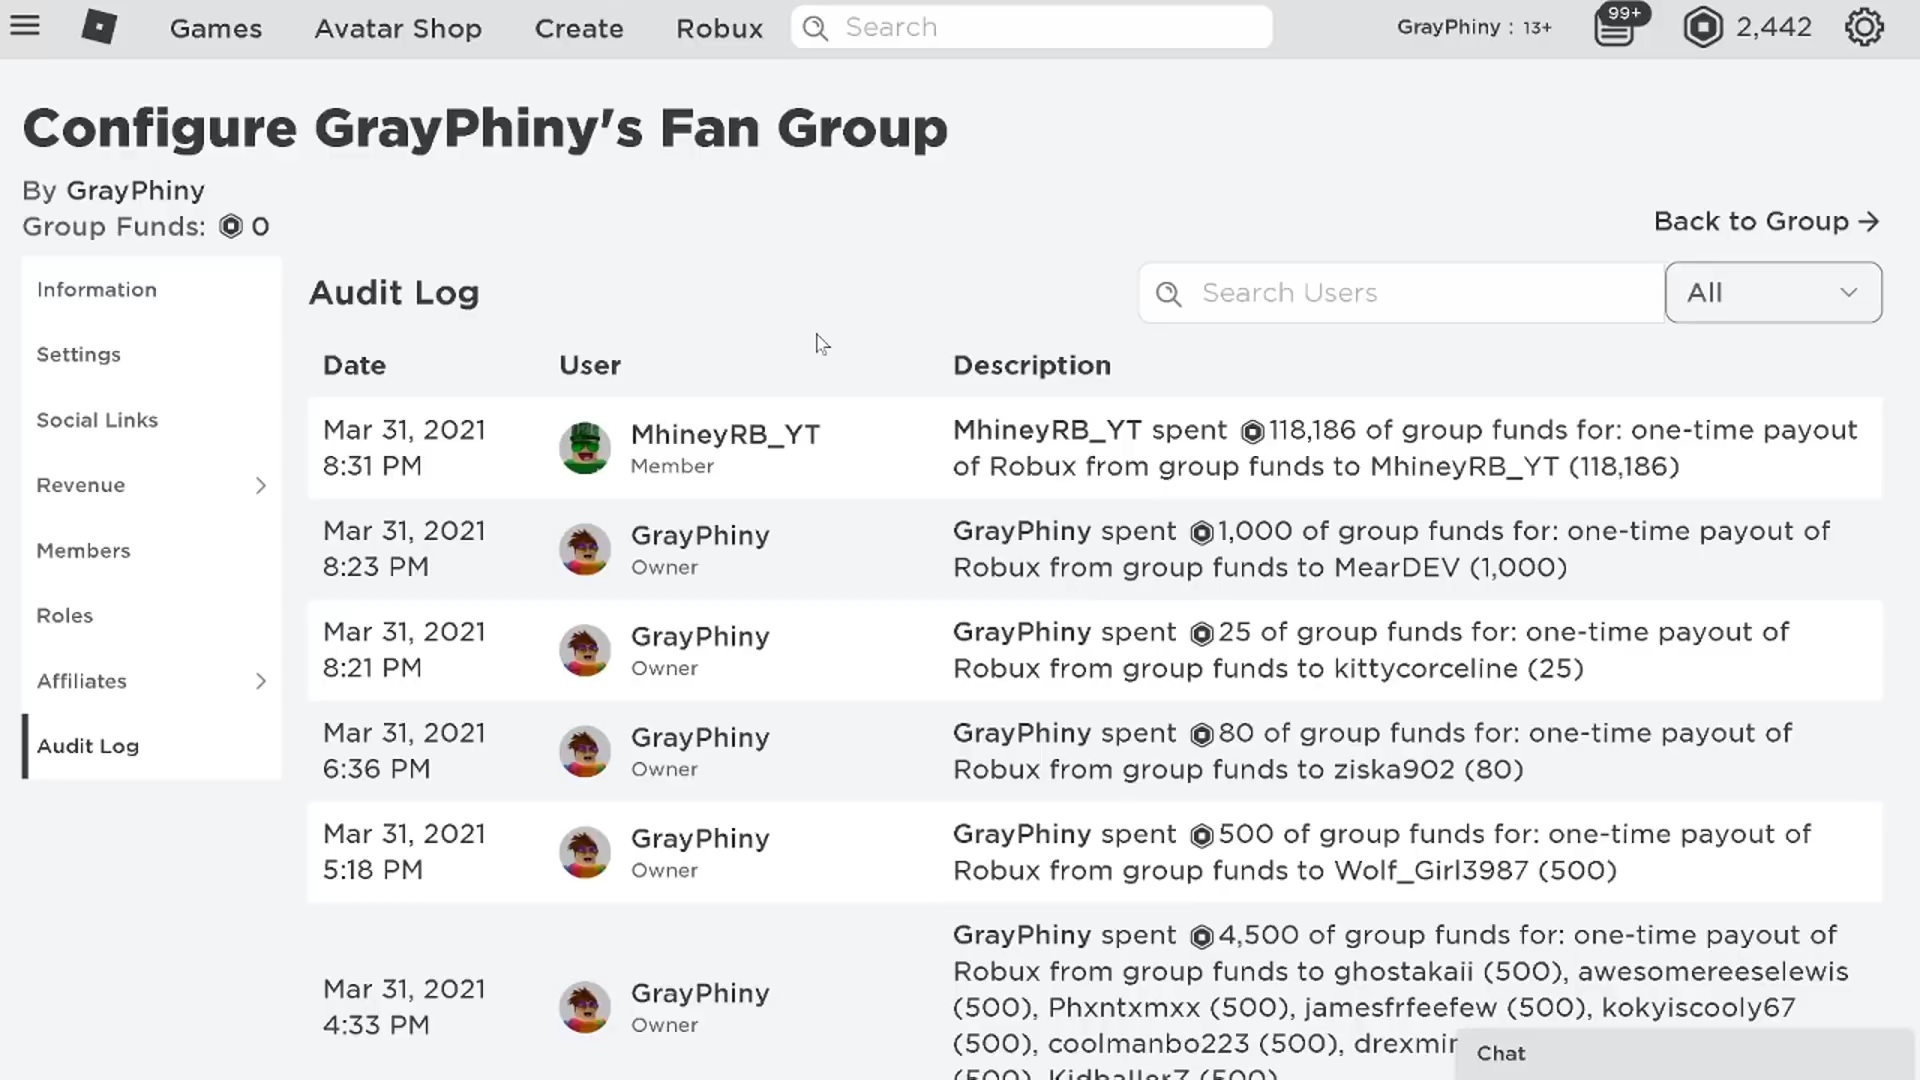 Games
Avatar Shop
Create
Robux
Search
GrayPhiny : 13+
99+
2,442
Configure GrayPhiny's Fan Group
By GrayPhiny
Group Funds: 0
Back to Group
Information
Settings
Social Links
Revenue
Members
Roles
Affiliates
Audit Log
Audit Log
Search Users
All
Date
User
Description
Mar 31, 2021
8:31 PM
MhineyRB_YT
Member
MhineyRB_YT spent 118,186 of group funds for: one-time payout
of Robux from group funds to MhineyRB_YT (118,186)
Mar 31, 2021
8:23 PM
GrayPhiny
Owner
GrayPhiny spent 1,000 of group funds for: one-time payout of
Robux from group funds to MearDEV (1,000)
Mar 31, 2021
8:21 PM
GrayPhiny
Owner
GrayPhiny spent 25 of group funds for: one-time payout of
Robux from group funds to kittycorceline (25)
Mar 31, 2021
6:36 PM
GrayPhiny
Owner
GrayPhiny spent 80 of group funds for: one-time payout of
Robux from group funds to ziska902 (80)
Mar 31, 2021
5:18 PM
GrayPhiny
Owner
GrayPhiny spent 500 of group funds for: one-time payout of
Robux from group funds to Wolf_Girl3987 (500)
Mar 31, 2021
4:33 PM
GrayPhiny
Owner
GrayPhiny spent 4,500 of group funds for: one-time payout of
Robux from group funds to ghostakaii (500), awesomereeselewis
(500), Phxntxmxx (500), jamesfrfeefew (500), kokyiscooly67
(500), coolmanbo223 (500),
(500), Kidballer7 (500)
Chat